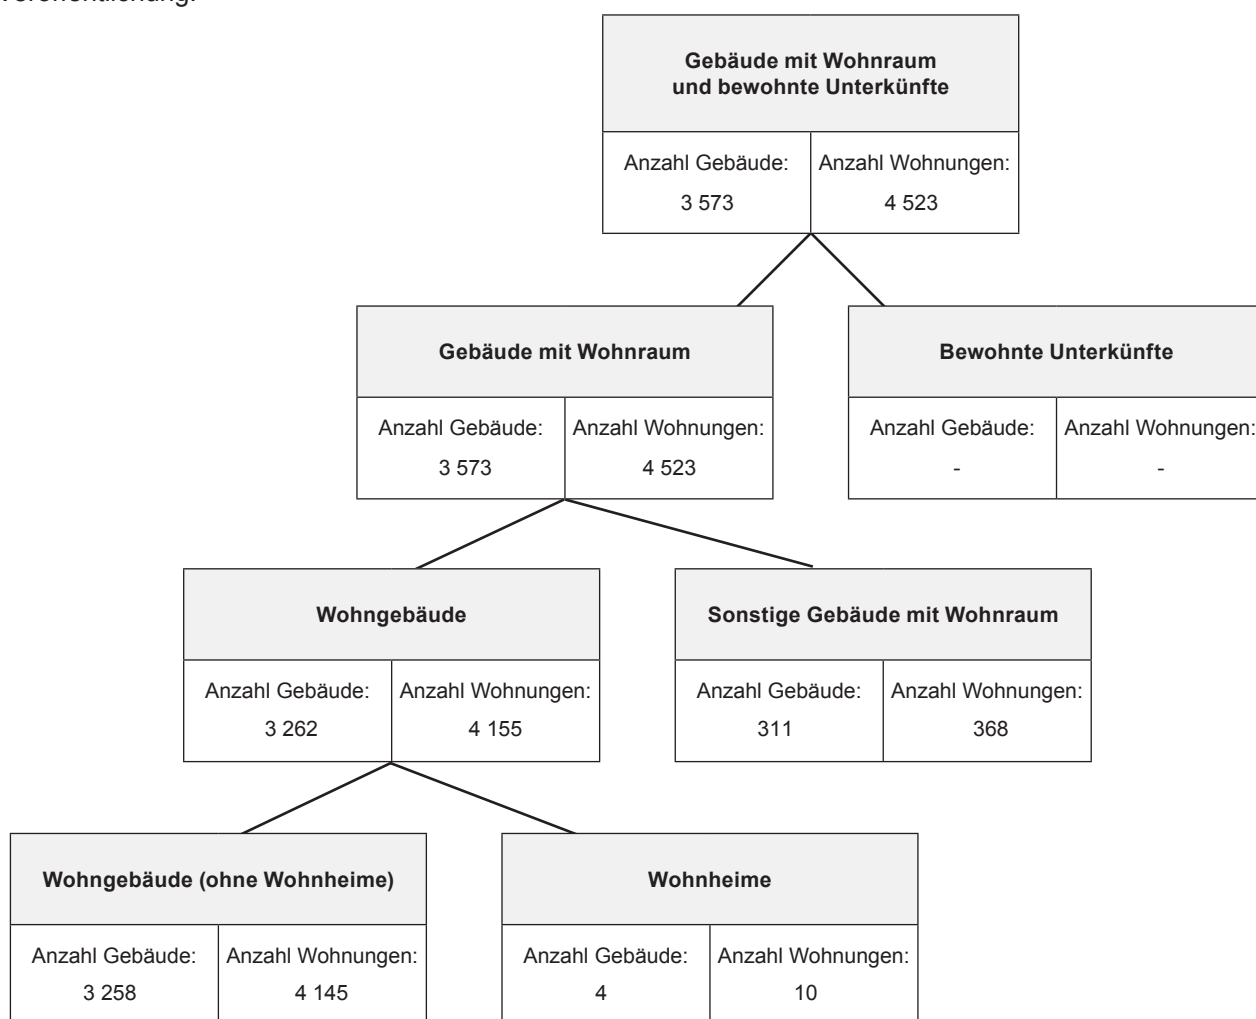 Veröffentlichung.
Gebäude mit Wohnraum
und bewohnte Unterkünfte
Anzahl Gebäude: Anzahl Wohnungen:
3 573 4 523
Gebäude mit Wohnraum Bewohnte Unterkünfte
Anzahl Gebäude: Anzahl Wohnungen: Anzahl Gebäude: Anzahl Wohnungen:
3 573 4 523 - -
Wohngebäude Sonstige Gebäude mit Wohnraum
Anzahl Gebäude: Anzahl Wohnungen: Anzahl Gebäude: Anzahl Wohnungen:
3 262 4 155 311 368
Wohngebäude (ohne Wohnheime) Wohnheime
Anzahl Gebäude: Anzahl Wohnungen: Anzahl Gebäude: Anzahl Wohnungen:
3 258 4 145 4 10